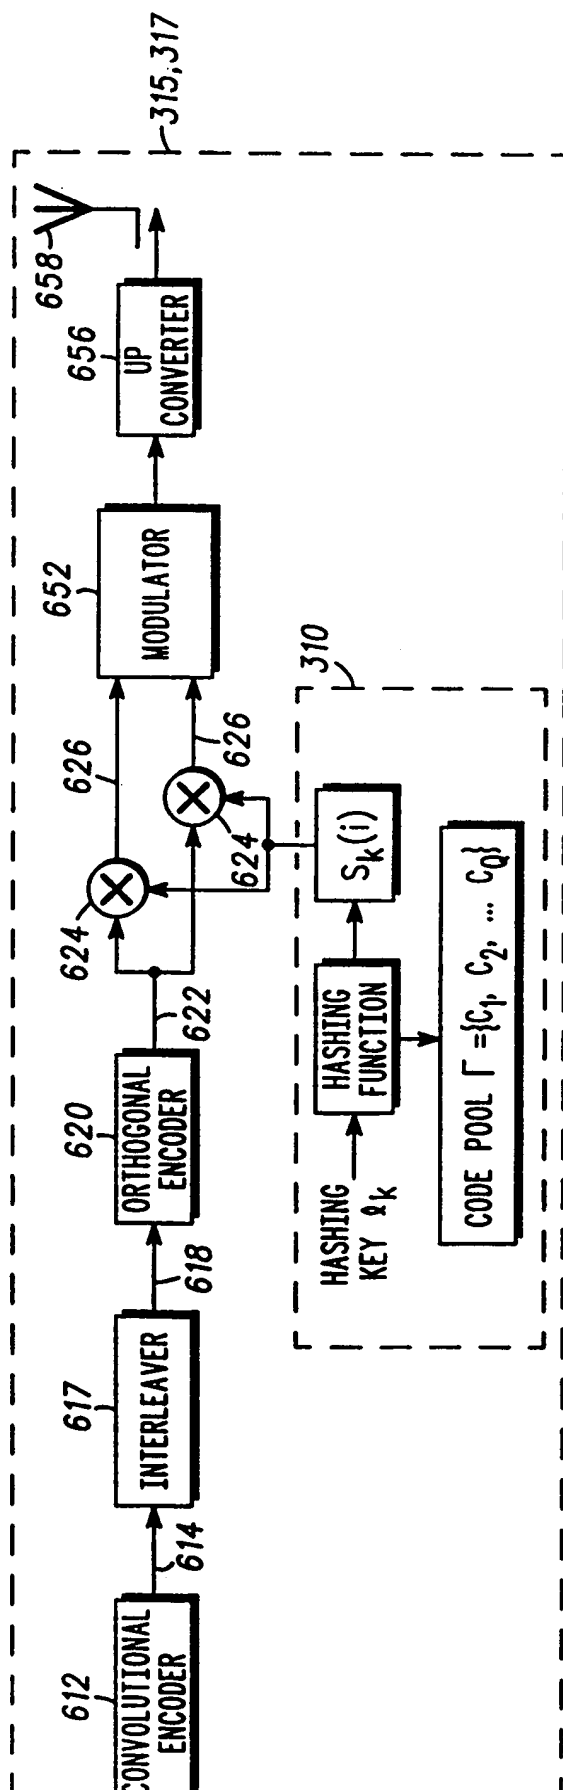 315,317
612
CONVOLUTIONAL
ENCODER
614
617
INTERLEAVER
618
620
ORTHOGONAL
ENCODER
622
624
624
626
626
652
MODULATOR
656
UP
CONVERTER
658
310
HASHING
KEY ℓk
HASHING
FUNCTION
Sk(i)
CODE POOL Γ ={C1, C2, ... CQ}